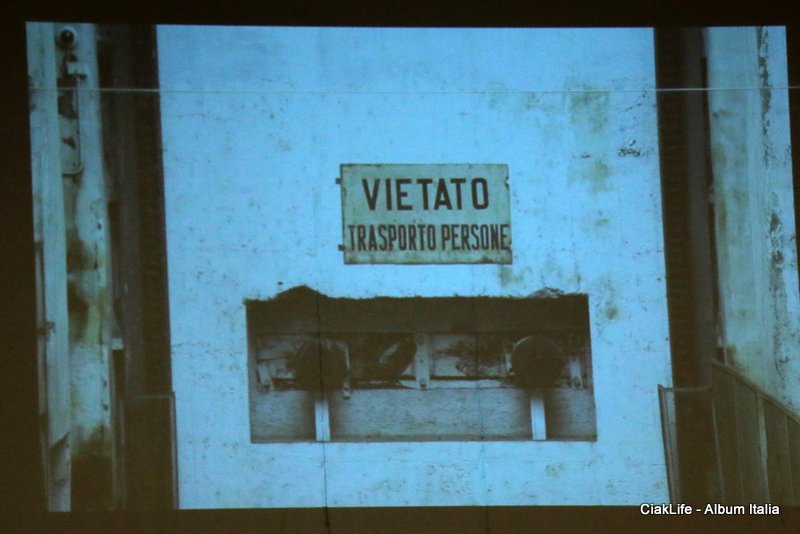 VIETATO
TRASPORTO PERSONE
CiakLife - Album Italia